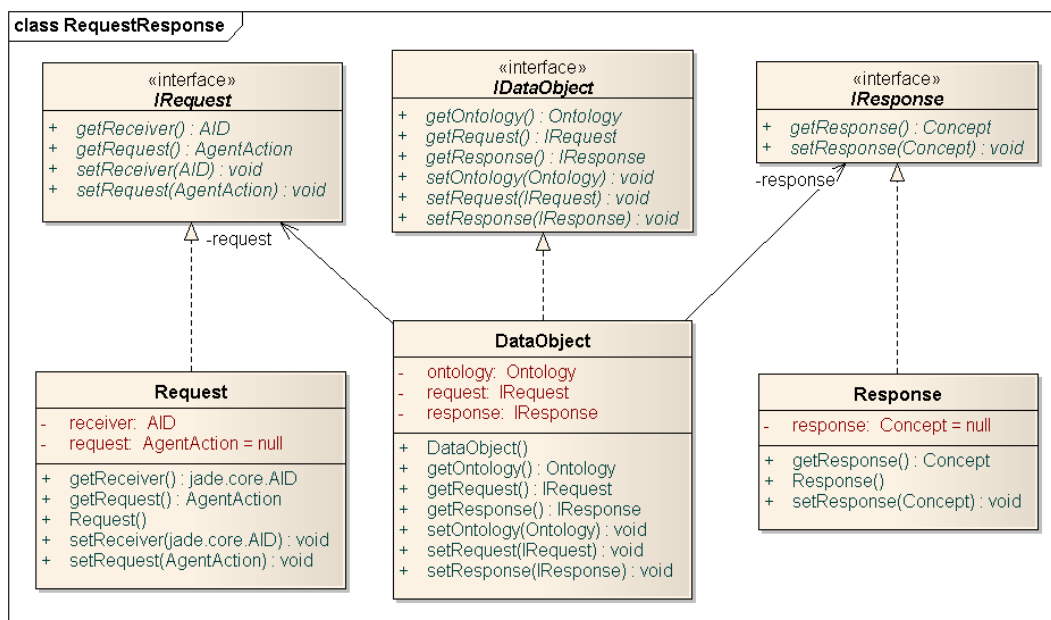 class RequestResponse
«interface»
IRequest
+ getReceiver() : AID
+ getRequest() : AgentAction
+ setReceiver(AID) : void
+ setRequest(AgentAction) : void
«interface»
IDataObject
+ getOntology() : Ontology
+ getRequest() : IRequest
+ getResponse() : IResponse
+ setOntology(Ontology) : void
+ setRequest(IRequest) : void
+ setResponse(IResponse) : void
«interface»
IResponse
+ getResponse() : Concept
+ setResponse(Concept) : void
-request
-response
Request
- receiver: AID
- request: AgentAction = null
+ getReceiver() : jade.core.AID
+ getRequest() : AgentAction
+ Request()
+ setReceiver(jade.core.AID) : void
+ setRequest(AgentAction) : void
DataObject
- ontology: Ontology
- request: IRequest
- response: IResponse
+ DataObject()
+ getOntology() : Ontology
+ getRequest() : IRequest
+ getResponse() : IResponse
+ setOntology(Ontology) : void
+ setRequest(IRequest) : void
+ setResponse(IResponse) : void
Response
- response: Concept = null
+ getResponse() : Concept
+ Response()
+ setResponse(Concept) : void